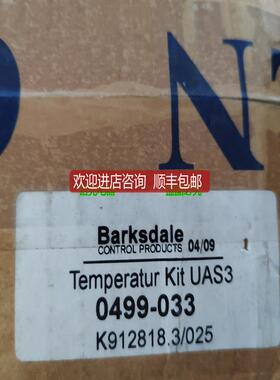 N
欢迎进店咨询 顺丰包邮
Barksdale
CONTROL PRODUCTS 04/09
Temperatur Kit UAS3
0499-033
K912818.3/025